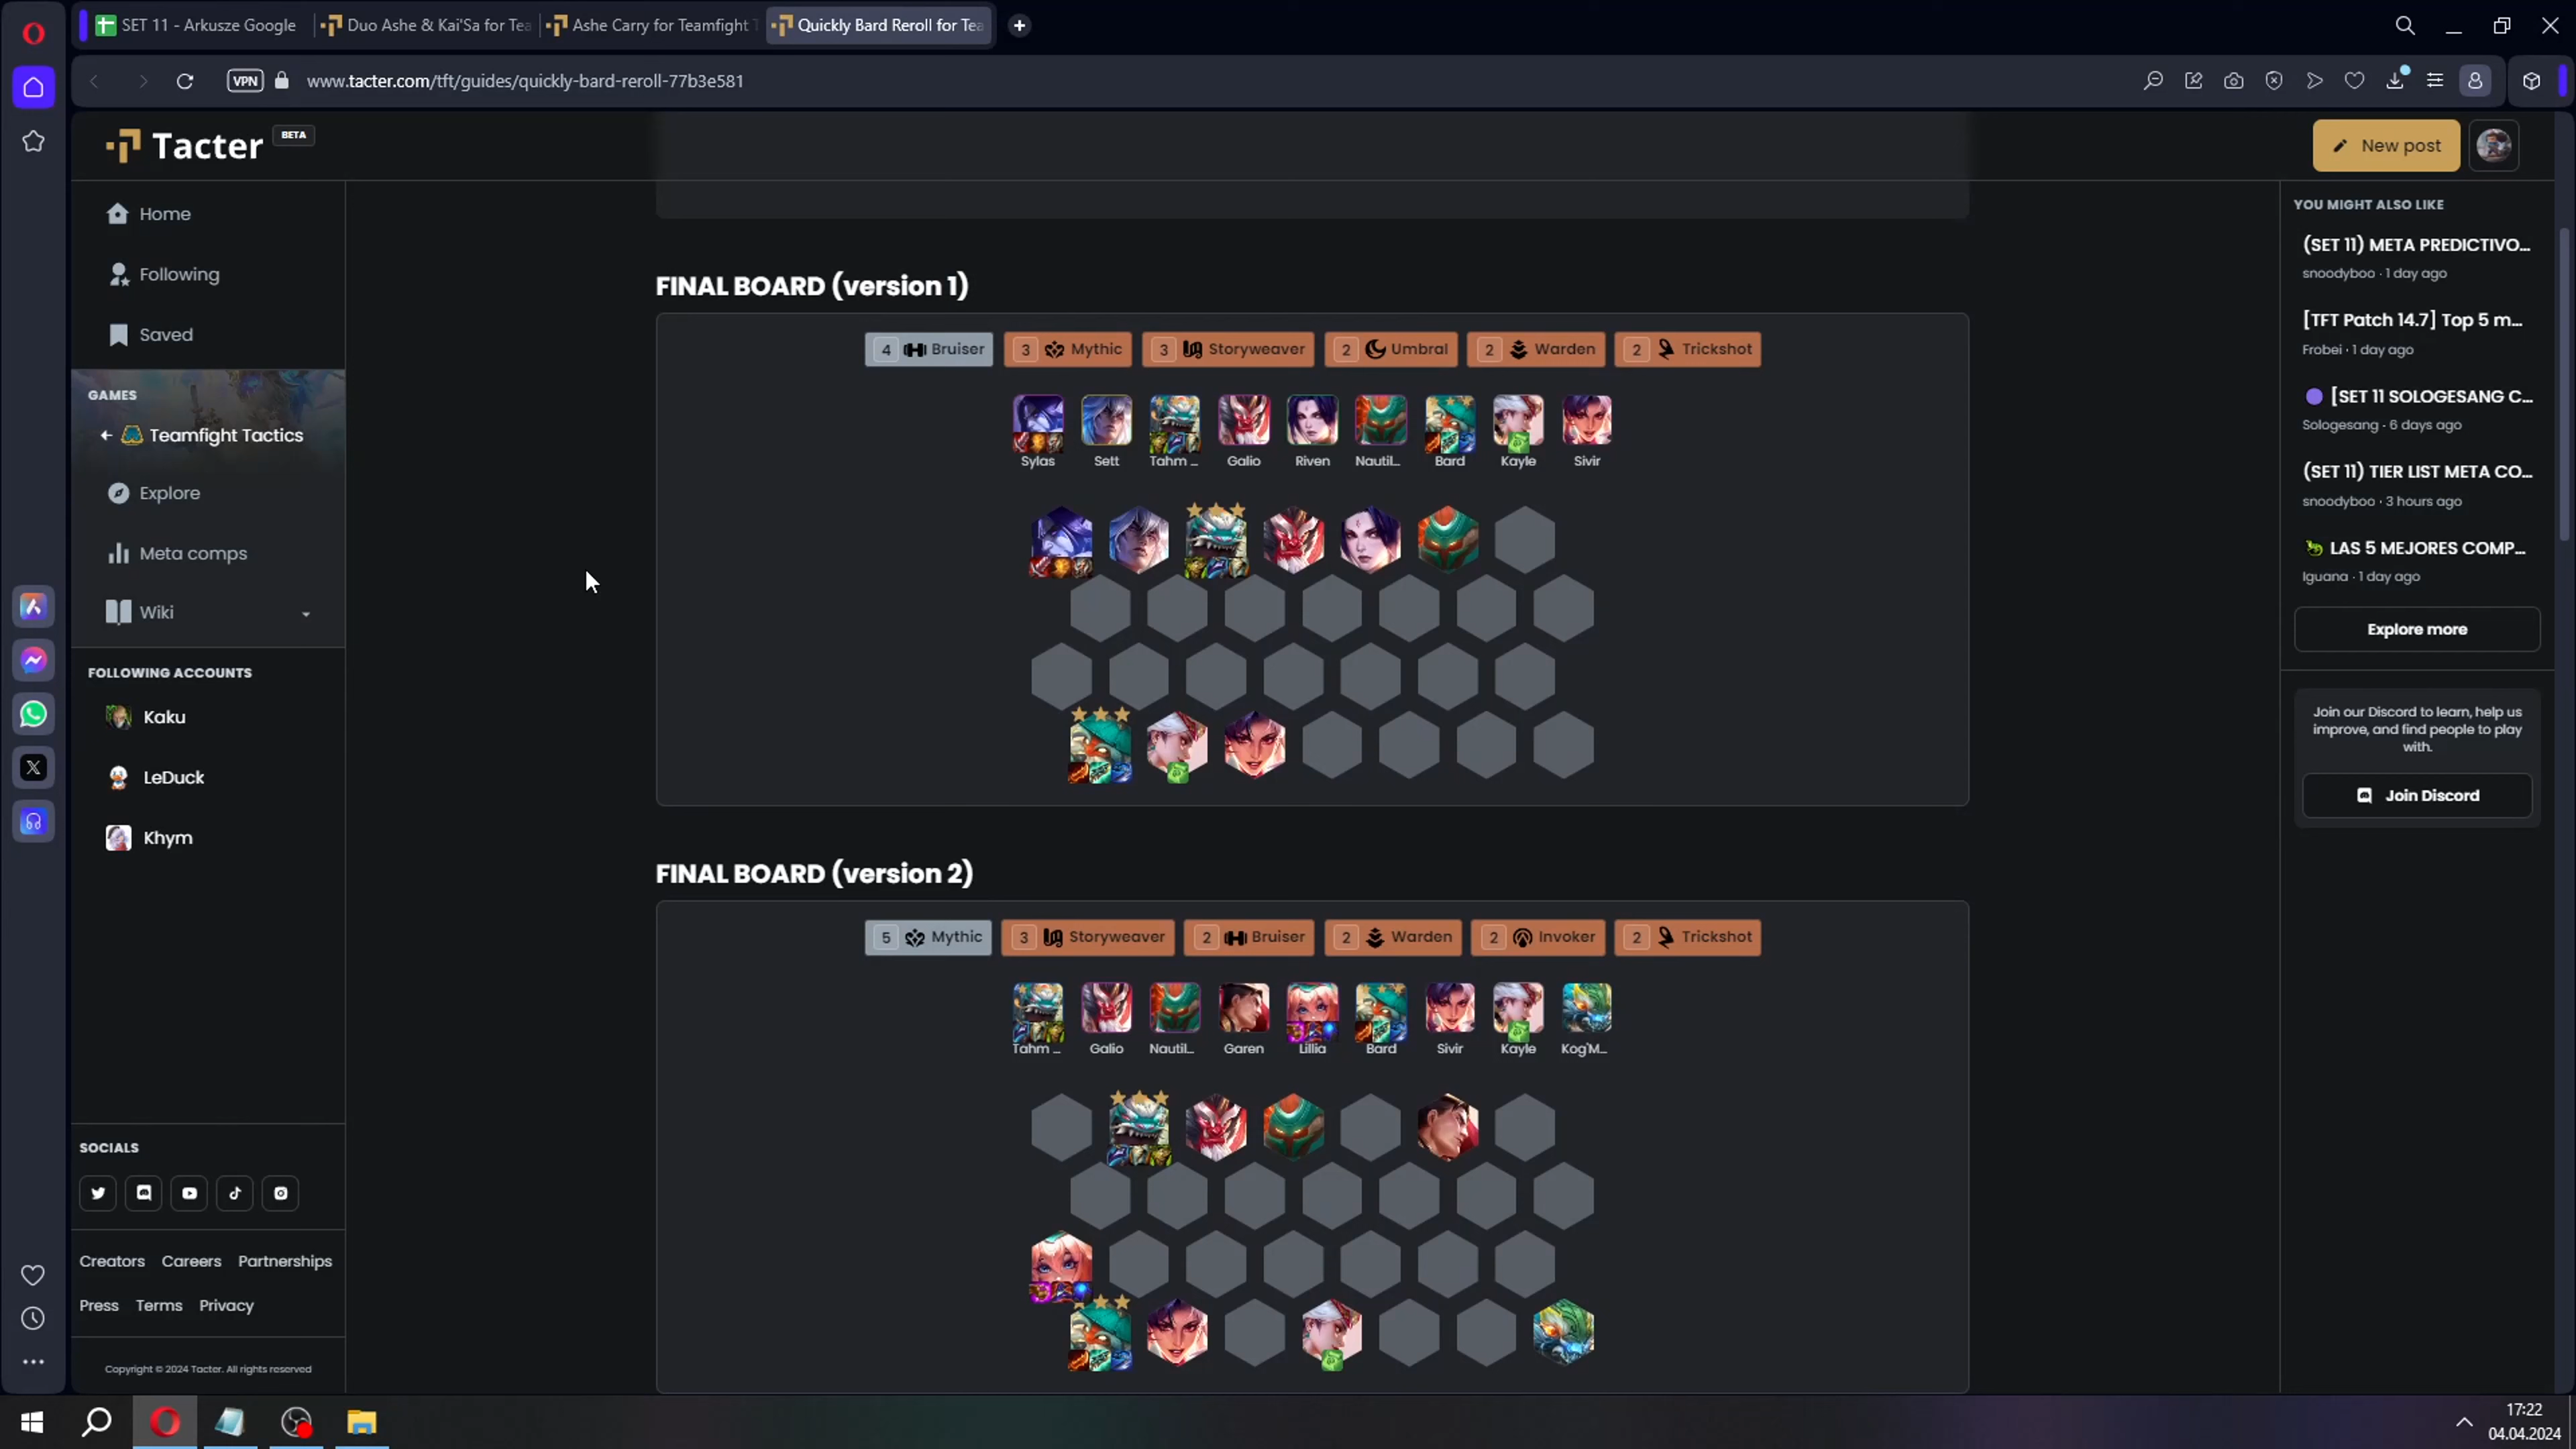 SET 11 - Arkusze Google
Duo Ashe & Kai'Sa for Tea
Ashe Carry for Teamfight T
Quickly Bard Reroll for Tea
VPN
www.tacter.com/tft/guides/quickly-bard-reroll-77b3e581
Tacter
BETA
New post
Home
Following
Saved
GAMES
Teamfight Tactics
Explore
Meta comps
Wiki
FOLLOWING ACCOUNTS
Kaku
LeDuck
Khym
SOCIALS
Creators Careers Partnerships
Press Terms Privacy
Copyright © 2024 Tacter. All rights reserved
FINAL BOARD (version 1)
4 Bruiser 3 Mythic 3 Storyweaver 2 Umbral 2 Warden 2 Trickshot
Sylas Sett Tahm ... Galio Riven Nautil... Bard Kayle Sivir
FINAL BOARD (version 2)
5 Mythic 3 Storyweaver 2 Bruiser 2 Warden 2 Invoker 2 Trickshot
Tahm ... Galio Nautil... Garen Lillia Bard Sivir Kayle Kog'M...
YOU MIGHT ALSO LIKE
(SET 11) META PREDICTIVO...
snoodyboo · 1 day ago
[TFT Patch 14.7] Top 5 m...
Frobei · 1 day ago
[SET 11 SOLOGESANG C...
Sologesang · 6 days ago
(SET 11) TIER LIST META CO...
snoodyboo · 3 hours ago
LAS 5 MEJORES COMP...
Iguana · 1 day ago
Explore more
Join our Discord to learn, help us
improve, and find people to play
with.
Join Discord
17:22
04.04.2024